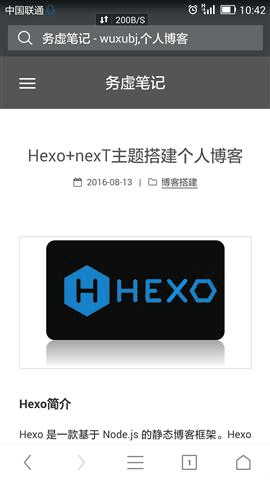 中国联通 10:42
200B/S
务虚笔记 - wuxubj,个人博客
务虚笔记
Hexo+nexT主题搭建个人博客
2016-08-13 | 博客搭建
HEXO
Hexo简介
Hexo 是一款基于 Node.js 的静态博客框架。Hexo
1